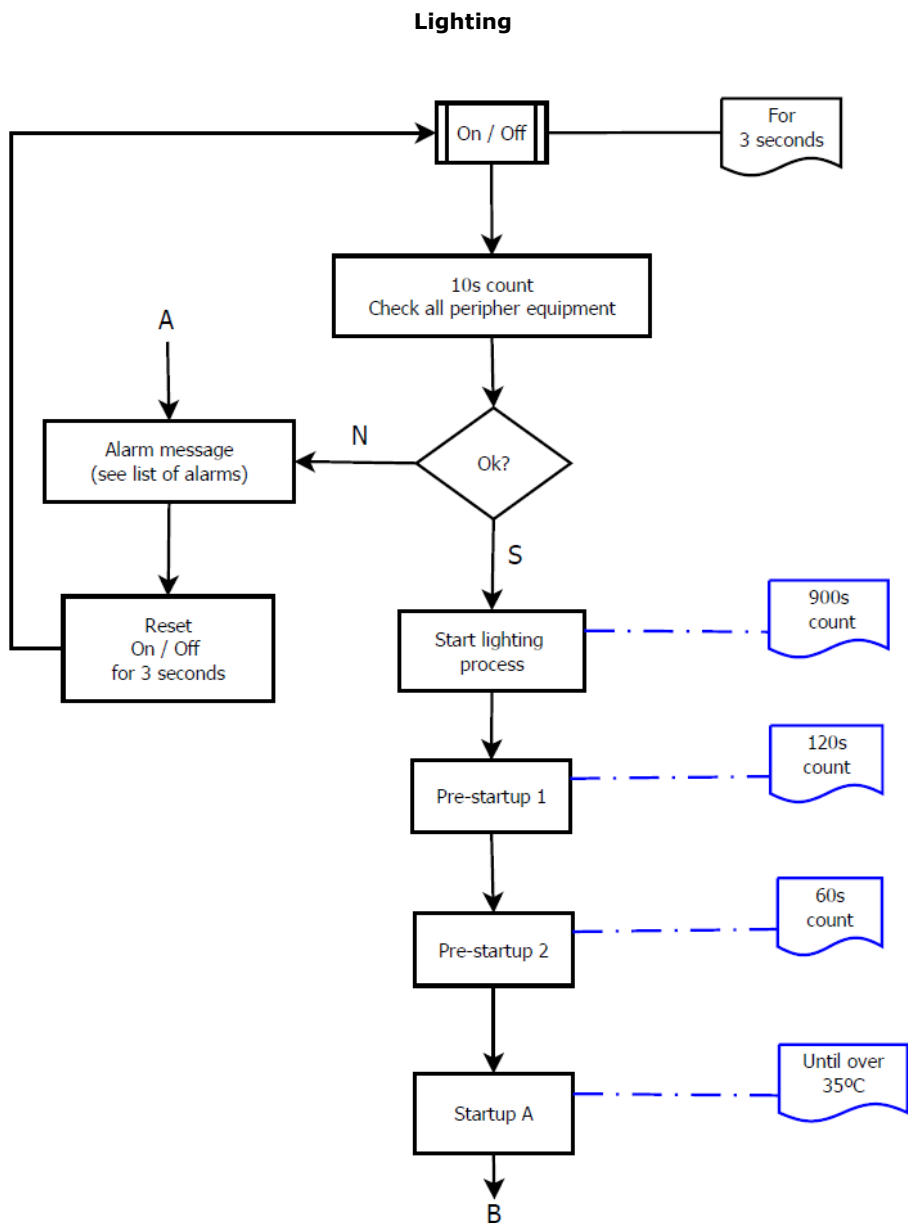 Lighting
On / Off
For
3 seconds
10s count
Check all peripher equipment
A
Alarm message
(see list of alarms)
N
Ok?
S
Reset
On / Off
for 3 seconds
Start lighting
process
900s
count
Pre-startup 1
120s
count
Pre-startup 2
60s
count
Startup A
Until over
35ºC
B